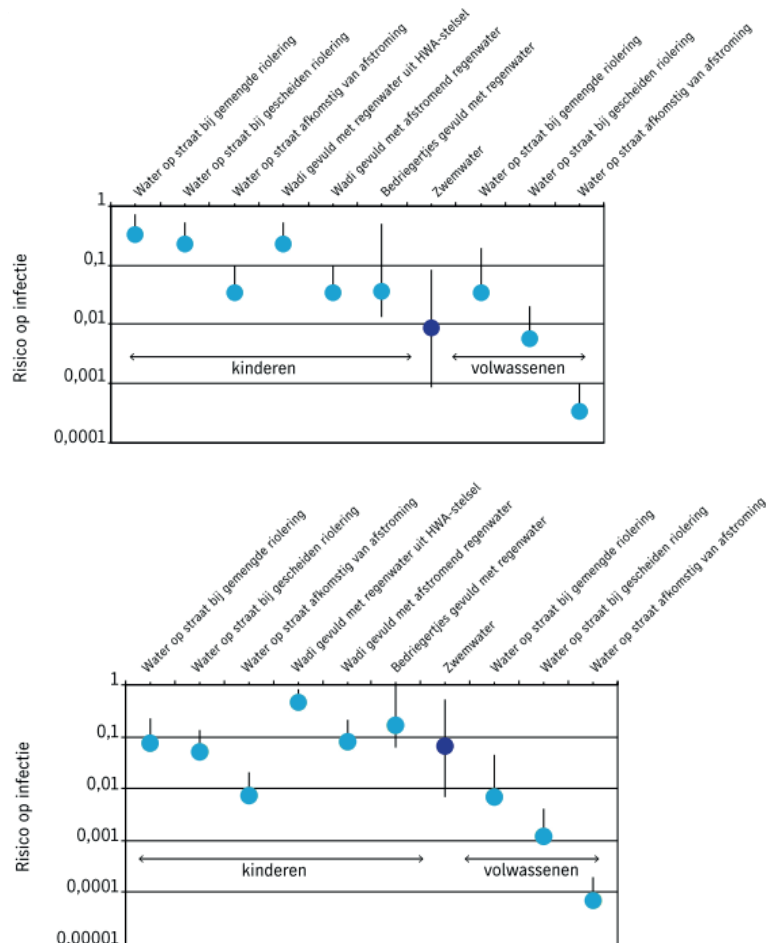 Water op straat bij gemengde riolering
Water op straat bij gescheiden riolering
Water op straat afkomstig van afstroming
Wadi gevuld met regenwater uit HWA-stelsel
Wadi gevuld met afstromend regenwater
Bedriegertjes gevuld met regenwater
Zwemwater
Water op straat bij gemengde riolering
Water op straat bij gescheiden riolering
Water op straat afkomstig van afstroming
Risico op infectie
1
0,1
0,01
0,001
0,0001
kinderen
volwassenen
Water op straat bij gemengde riolering
Water op straat bij gescheiden riolering
Water op straat afkomstig van afstroming
Wadi gevuld met regenwater uit HWA-stelsel
Wadi gevuld met afstromend regenwater
Bedriegertjes gevuld met regenwater
Zwemwater
Water op straat bij gemengde riolering
Water op straat bij gescheiden riolering
Water op straat afkomstig van afstroming
Risico op infectie
1
0,1
0,01
0,001
0,0001
0,00001
kinderen
volwassenen